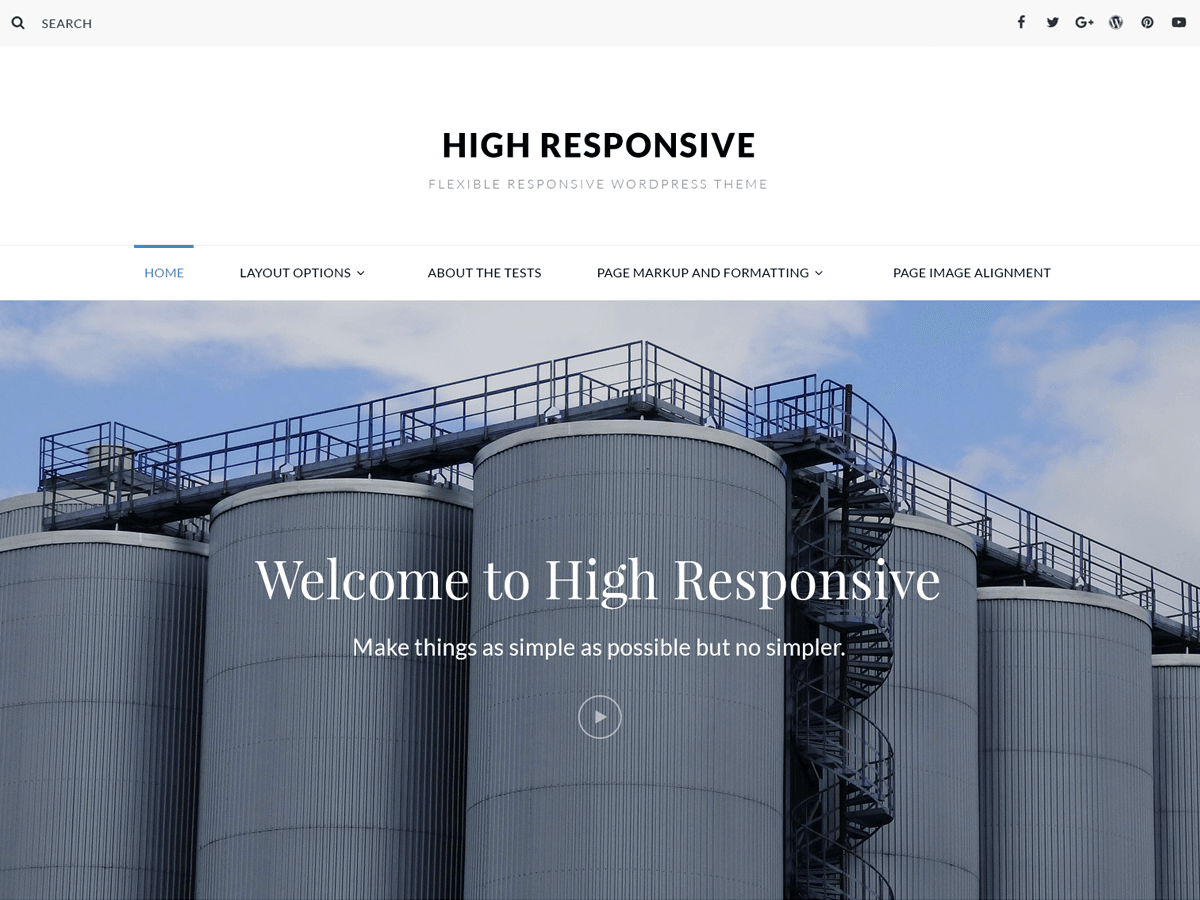 SEARCH
HIGH RESPONSIVE
FLEXIBLE RESPONSIVE WORDPRESS THEME
HOME LAYOUT OPTIONS ABOUT THE TESTS PAGE MARKUP AND FORMATTING PAGE IMAGE ALIGNMENT
Welcome to High Responsive
Make things as simple as possible but no simpler.